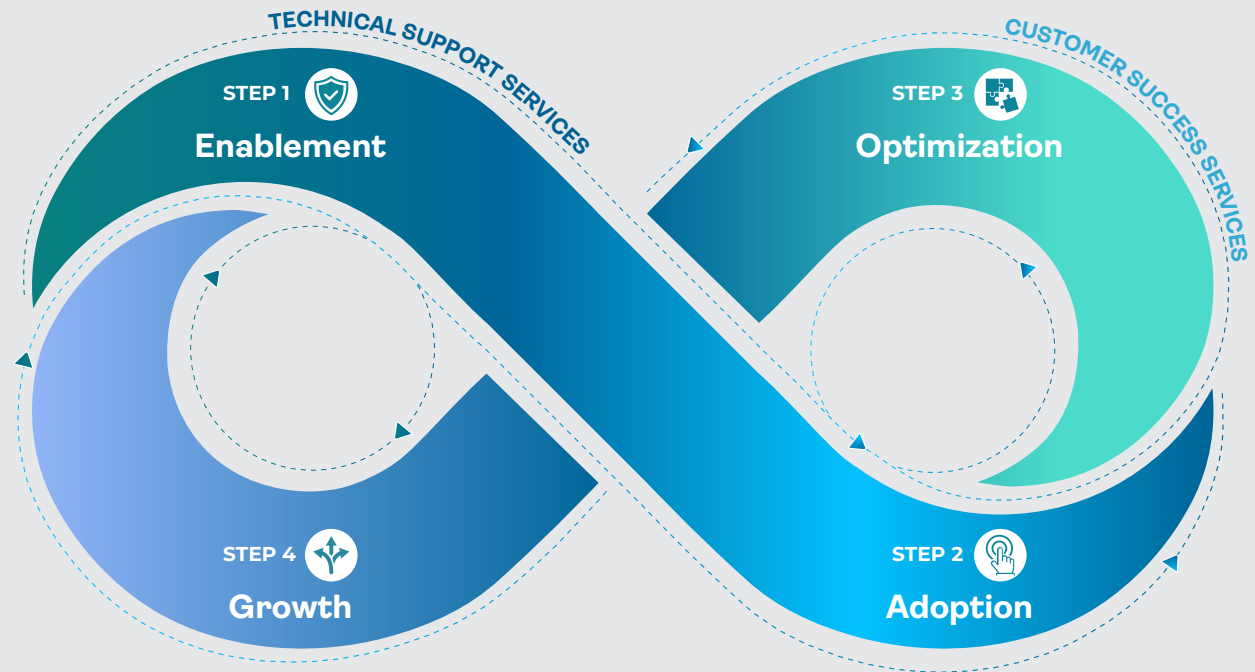 TECHNICAL SUPPORT SERVICES
CUSTOMER SUCCESS SERVICES
STEP 1
Enablement
STEP 3
Optimization
STEP 4
Growth
STEP 2
Adoption